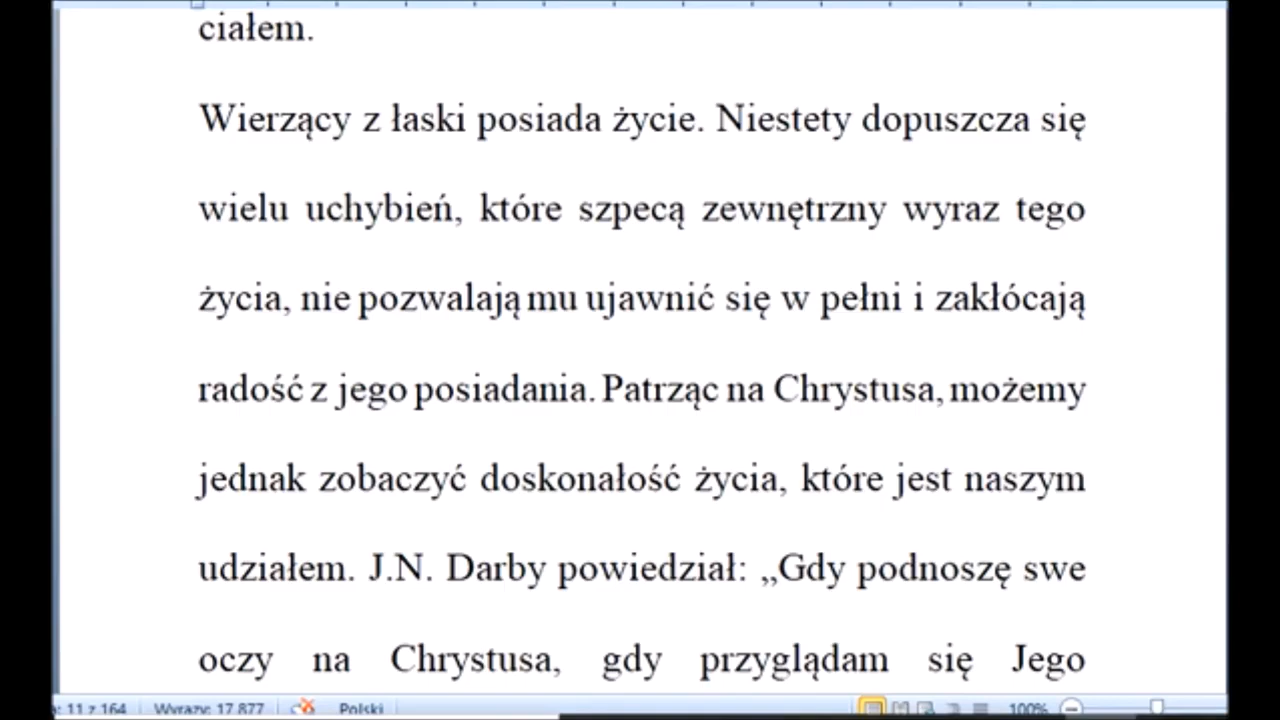 ciałem.
Wierzący z łaski posiada życie. Niestety dopuszcza się
wielu uchybień, które szpecą zewnętrzny wyraz tego
życia, nie pozwalają mu ujawnić się w pełni i zakłócają
radość z jego posiadania. Patrząc na Chrystusa, możemy
jednak zobaczyć doskonałość życia, które jest naszym
udziałem. J.N. Darby powiedział: „Gdy podnoszę swe
oczy na Chrystusa, gdy przyglądam się Jego
11 z 164 Wyrazy: 17 877 Polski 100%